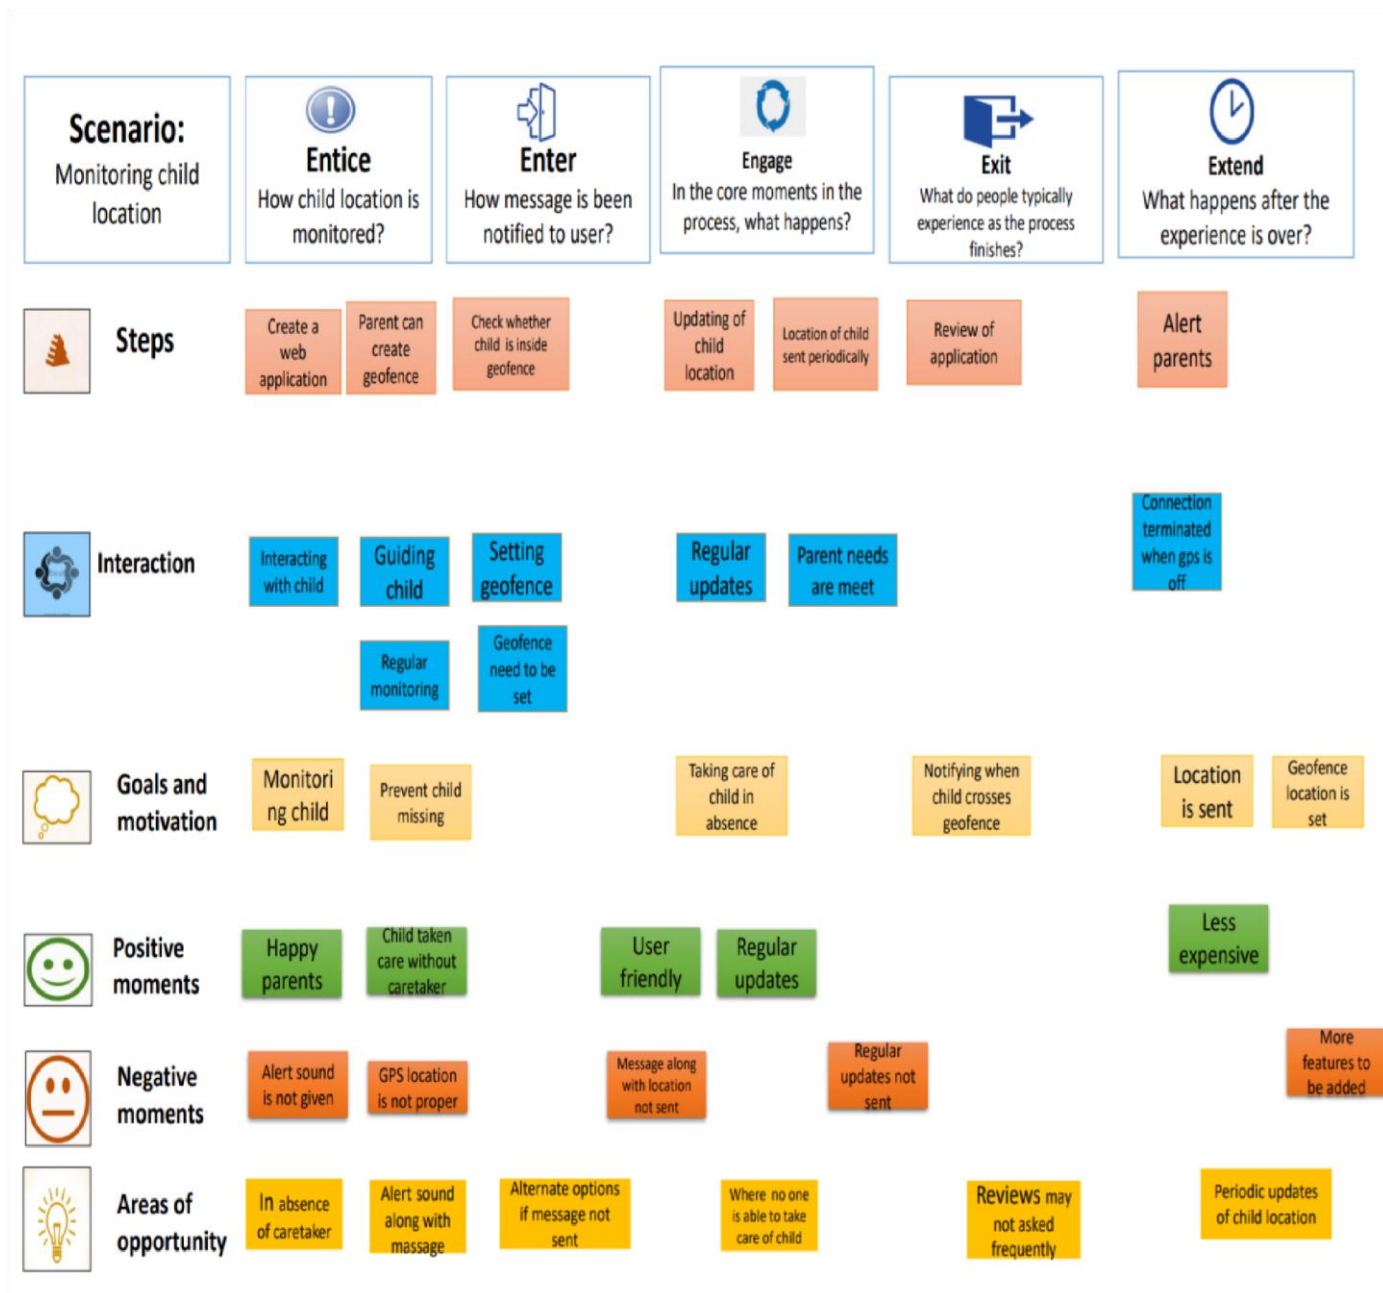 Scenario:
Monitoring child
location
Entice
How child location is
monitored?
Enter
How message is been
notified to user?
Engage
In the core moments in the
process, what happens?
Exit
What do people typically
experience as the process
finishes?
Extend
What happens after the
experience is over?
Steps
Create a
web
application
Parent can
create
geofence
Check whether
child is inside
geofence
Updating of
child
location
Location of child
sent periodically
Review of
application
Alert
parents
Interaction
Interacting
with child
Guiding
child
Setting
geofence
Regular
updates
Parent needs
are meet
Connection
terminated
when gps is
off
Regular
monitoring
Geofence
need to be
set
Goals and
motivation
Monitori
ng child
Prevent child
missing
Taking care of
child in
absence
Notifying when
child crosses
geofence
Location
is sent
Geofence
location is
set
Positive
moments
Happy
parents
Child taken
care without
caretaker
User
friendly
Regular
updates
Less
expensive
Negative
moments
Alert sound
is not given
GPS location
is not proper
Message along
with location
not sent
Regular
updates not
sent
More
features to
be added
Areas of
opportunity
In absence
of caretaker
Alert sound
along with
massage
Alternate options
if message not
sent
Where no one
is able to take
care of child
Reviews may
not asked
frequently
Periodic updates
of child location